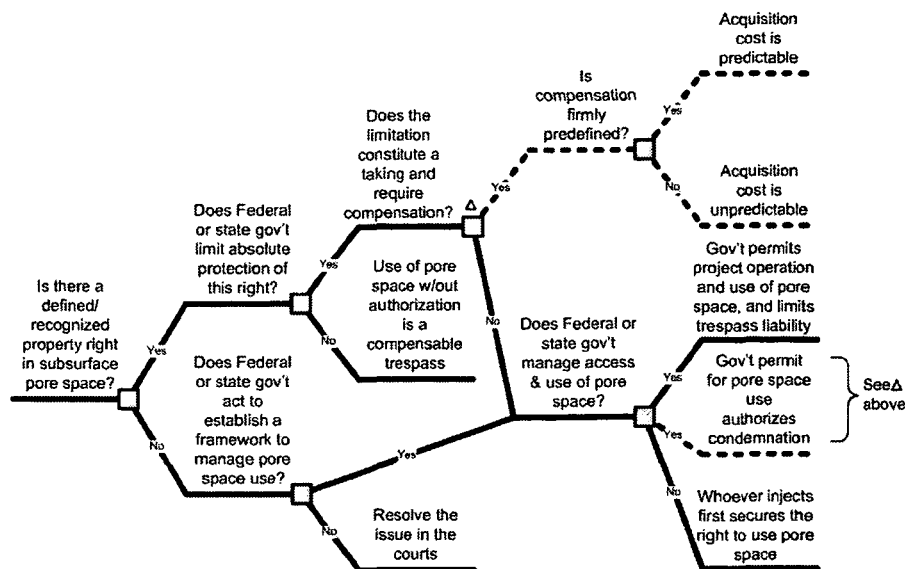 Is there a
defined/
recognized
property right
in subsurface
pore space?
Yes
No
Does Federal
or state gov't
limit absolute
protection of
this right?
Yes
No
Does Federal
or state gov't
act to
establish a
framework to
manage pore
space use?
Yes
No
Does the
limitation
constitute a
taking and
require
compensation?
Δ
Yes
No
Use of pore
space w/out
authorization
is a
compensable
trespass
Resolve the
issue in the
courts
Is
compensation
firmly
predefined?
Yes
No
Acquisition
cost is
predictable
Acquisition
cost is
unpredictable
Does Federal or
state gov't
manage access
& use of pore
space?
Yes
Yes
No
Gov't permits
project operation
and use of pore
space, and limits
trespass liability
Gov't permit
for pore space
use
authorizes
condemnation
See Δ
above
Whoever injects
first secures the
right to use pore
space